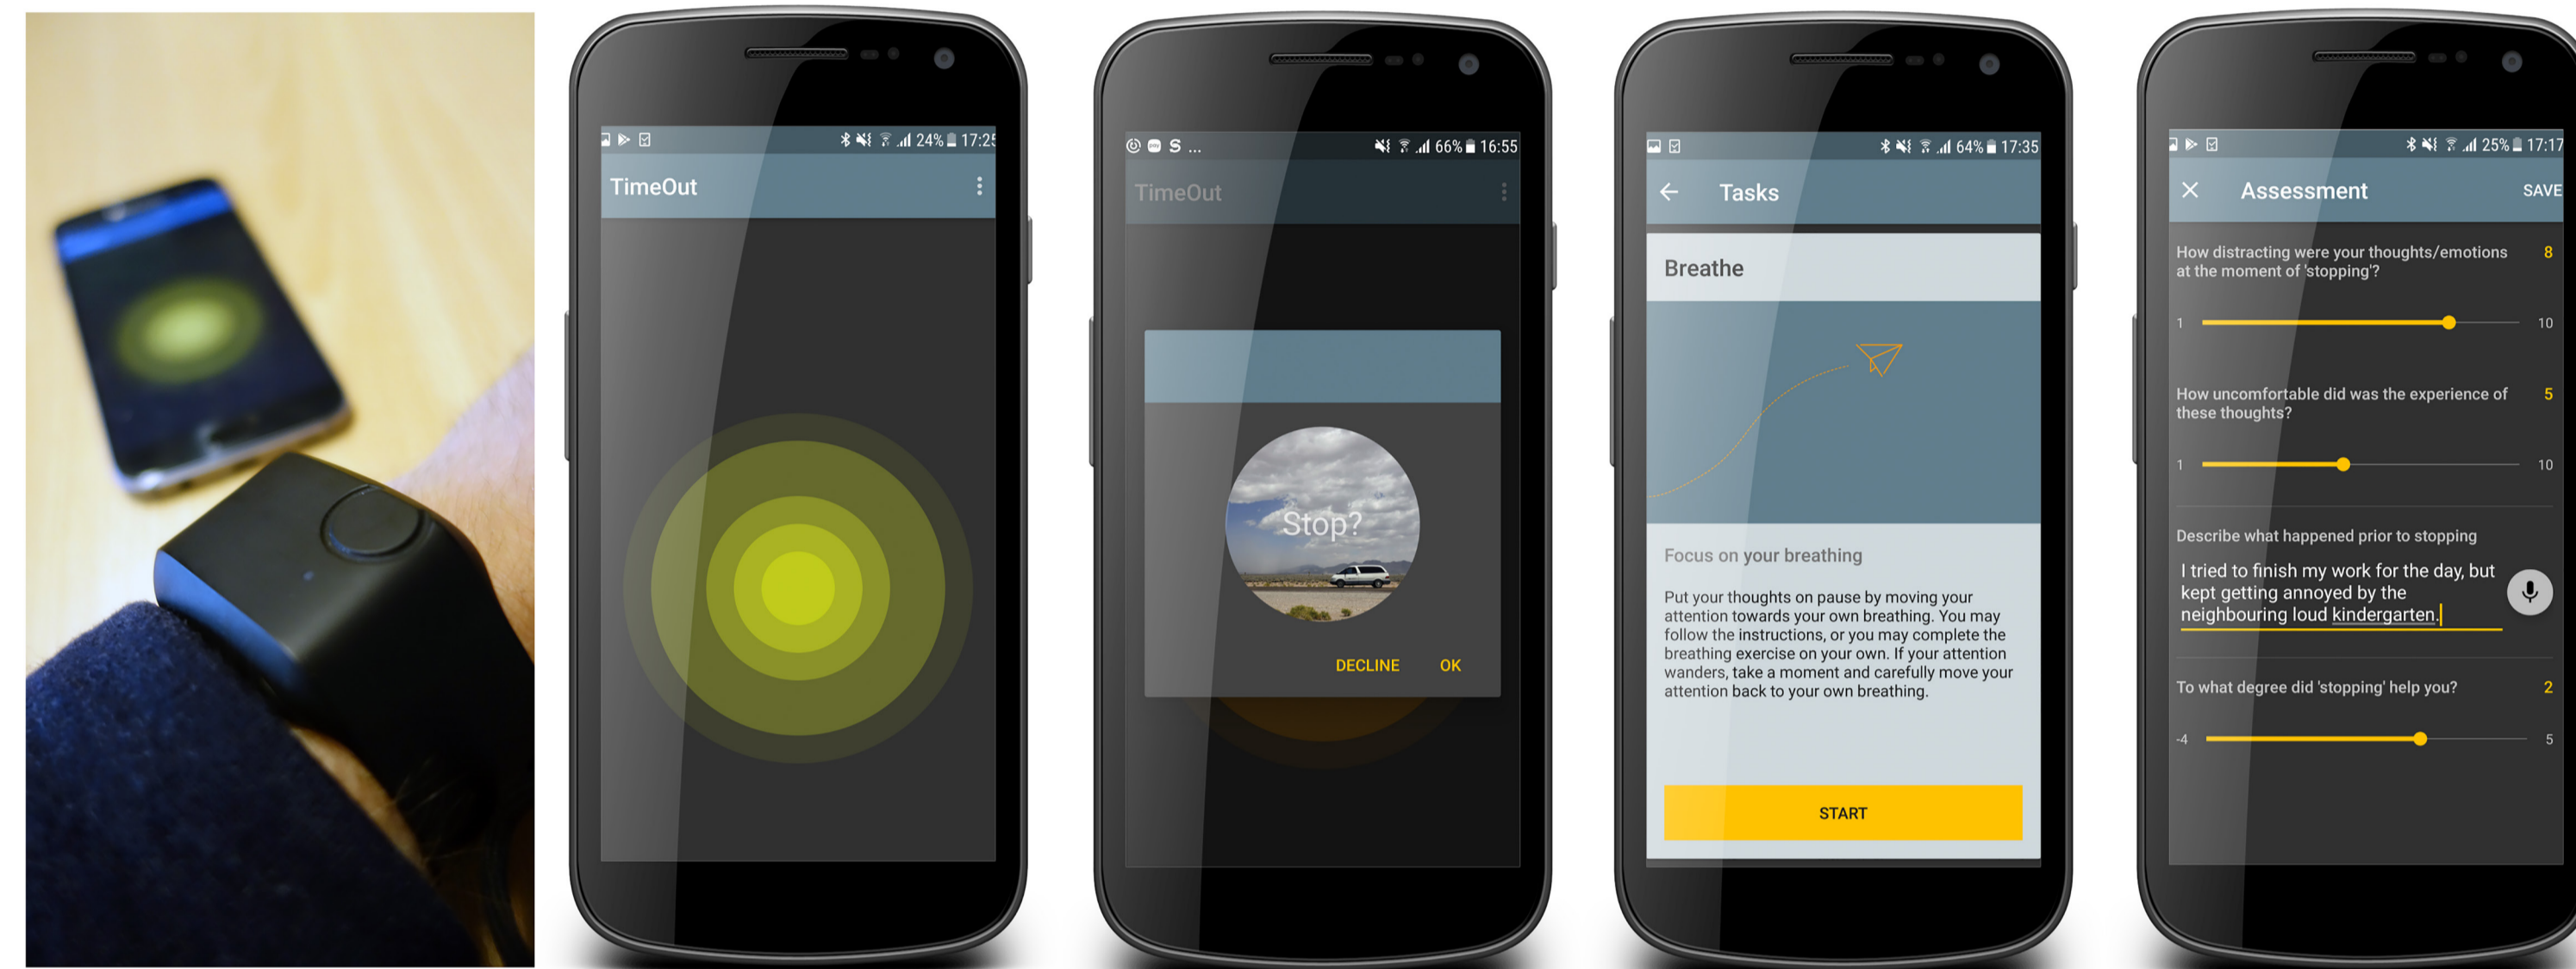 24% 17:25
TimeOut
S ... 66% 16:55
TimeOut
Stop?
DECLINE OK
64% 17:35
Tasks
Breathe
Focus on your breathing
Put your thoughts on pause by moving your
attention towards your own breathing. You may
follow the instructions, or you may complete the
breathing exercise on your own. If your attention
wanders, take a moment and carefully move your
attention back to your own breathing.
START
25% 17:17
Assessment SAVE
How distracting were your thoughts/emotions 8
at the moment of 'stopping'?
1 10
How uncomfortable did was the experience of 5
these thoughts?
1 10
Describe what happened prior to stopping
I tried to finish my work for the day, but
kept getting annoyed by the
neighbouring loud kindergarten.
To what degree did 'stopping' help you? 2
-4 5